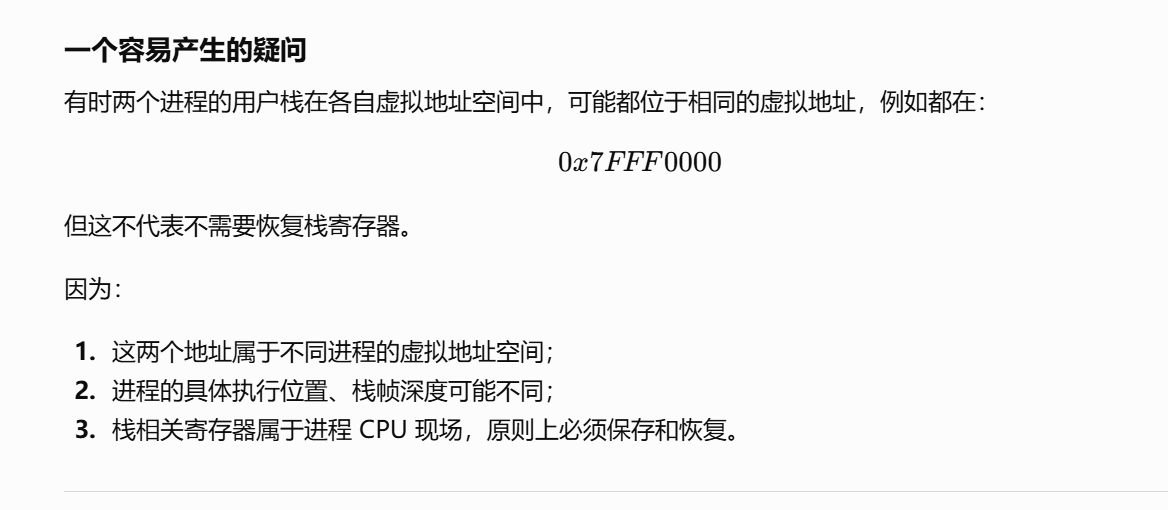 一个容易产生的疑问
有时两个进程的用户栈在各自虚拟地址空间中，可能都位于相同的虚拟地址，例如都在：
0x7FFF0000
但这不代表不需要恢复栈寄存器。
因为：
1. 这两个地址属于不同进程的虚拟地址空间；
2. 进程的具体执行位置、栈帧深度可能不同；
3. 栈相关寄存器属于进程 CPU 现场，原则上必须保存和恢复。